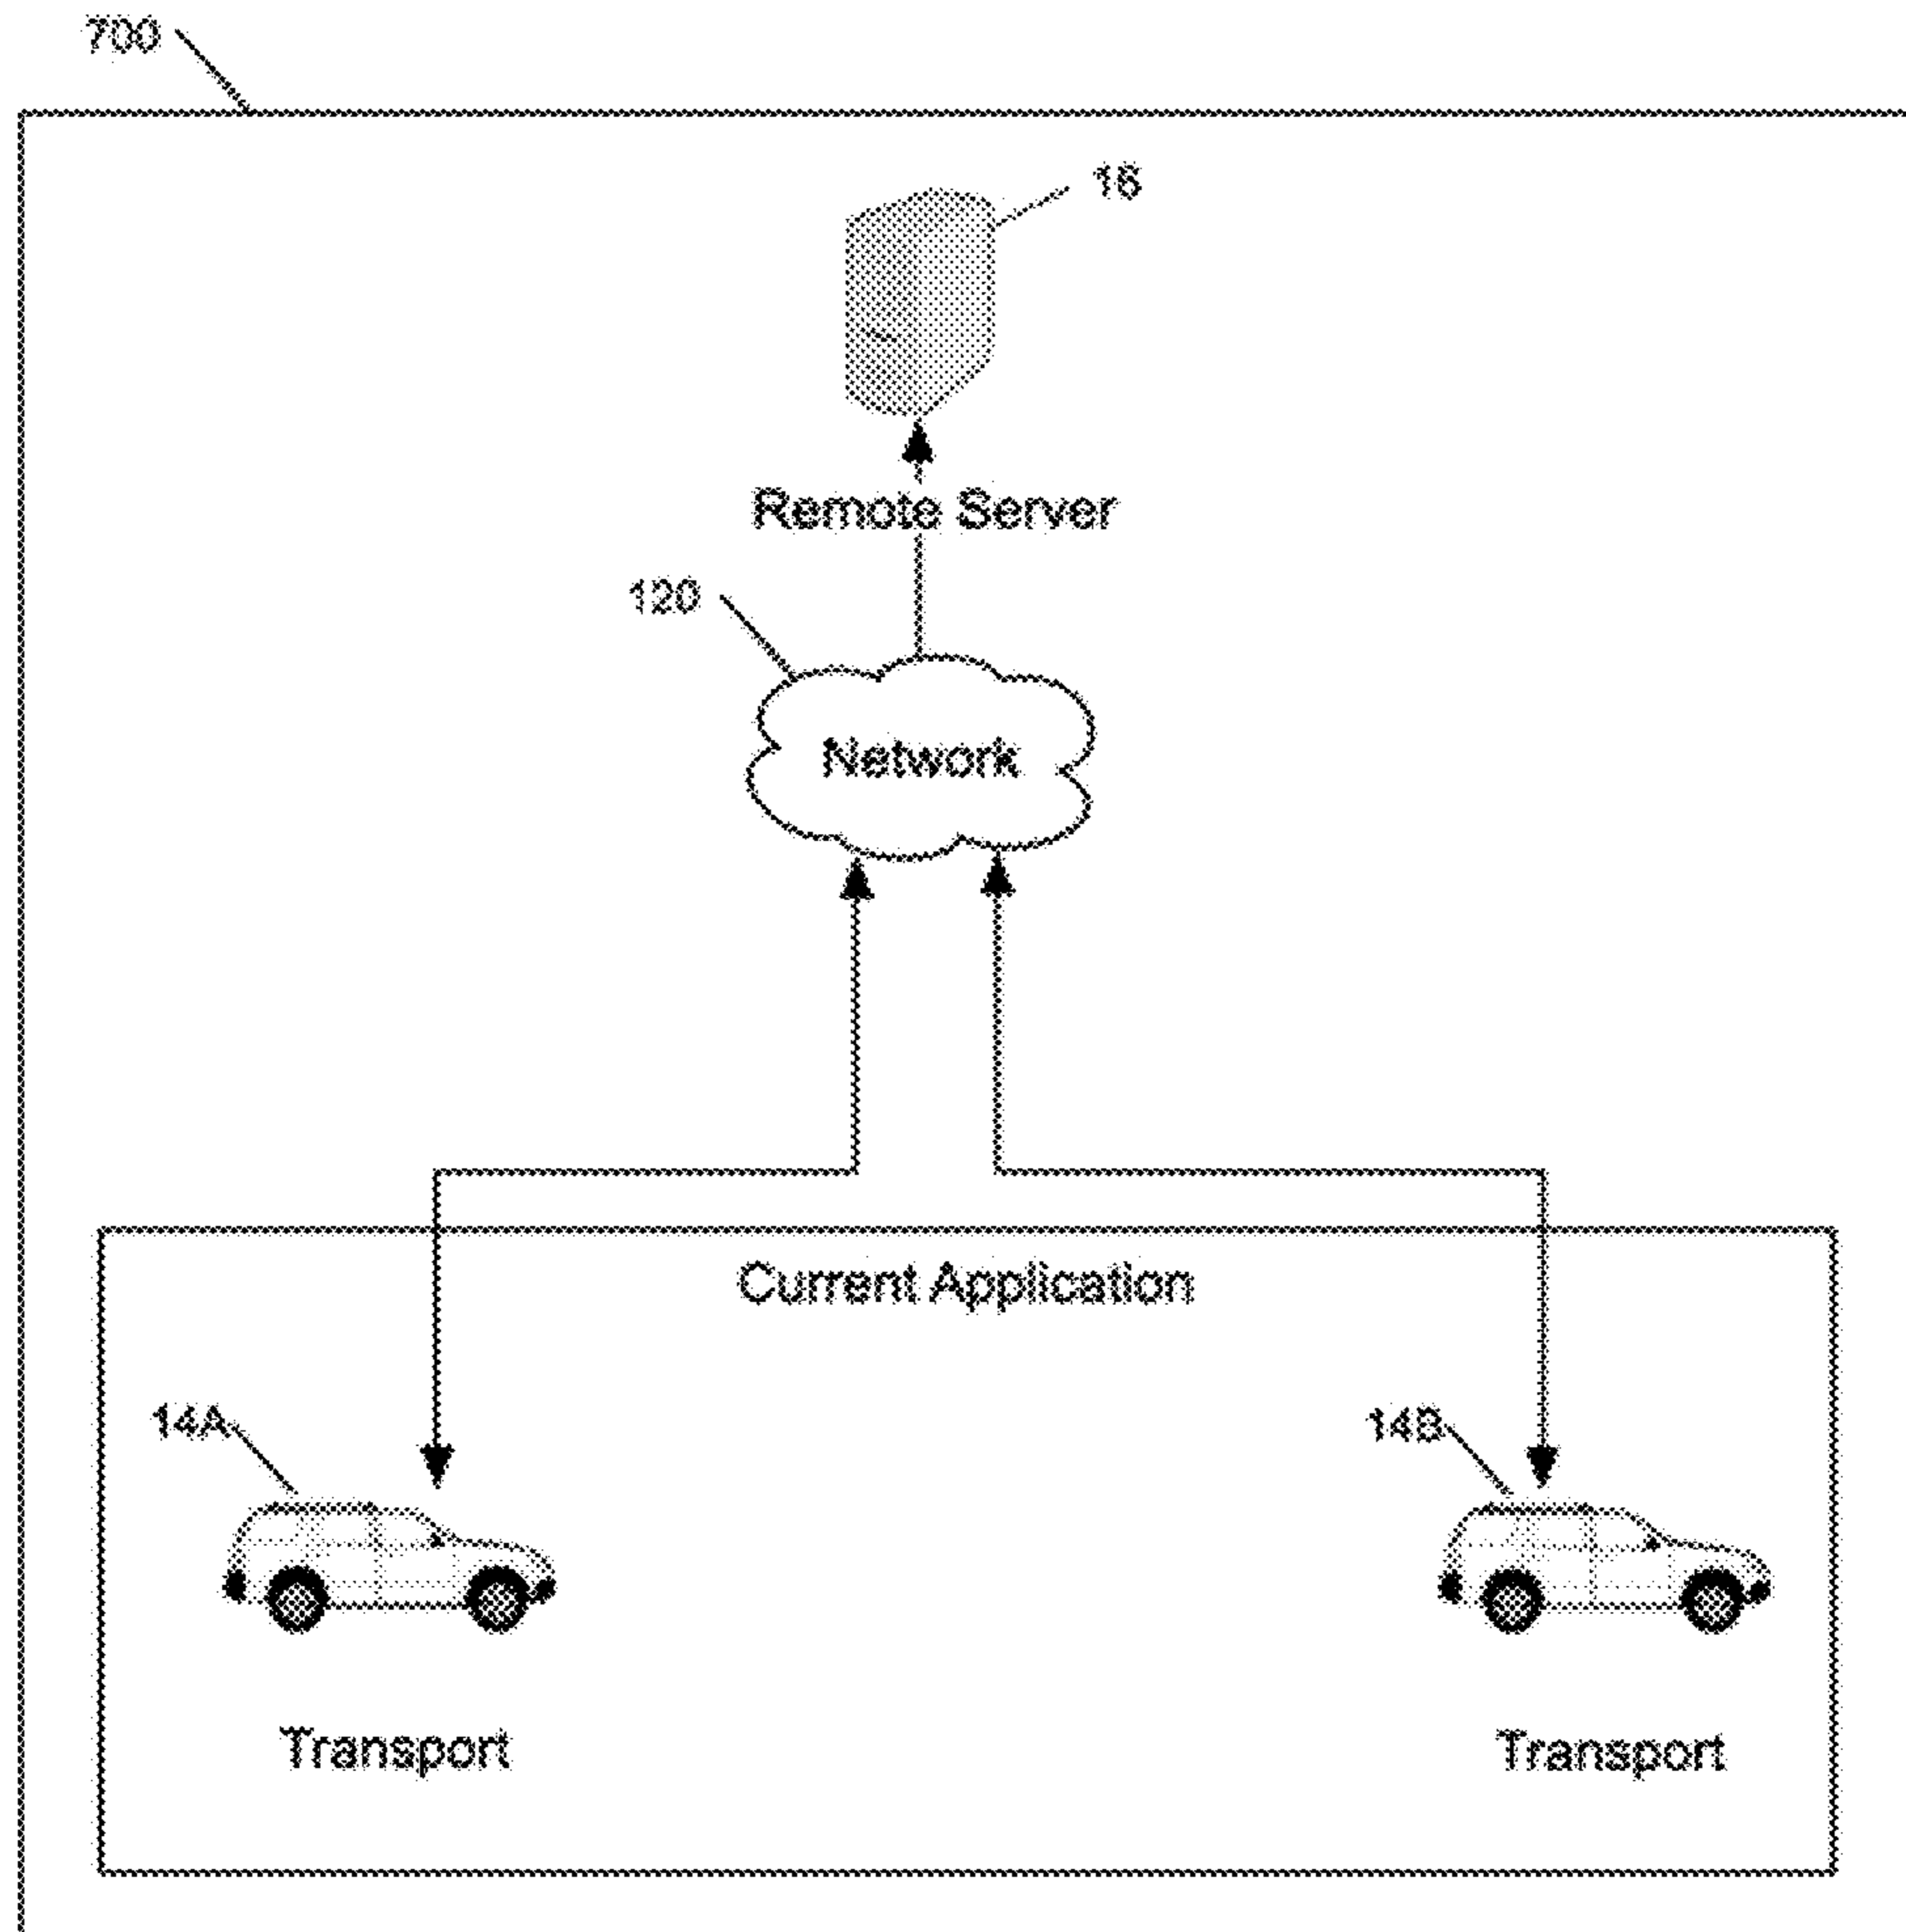 700
16
Remote Server
120
Network
Current Application
14A
14B
Transport
Transport